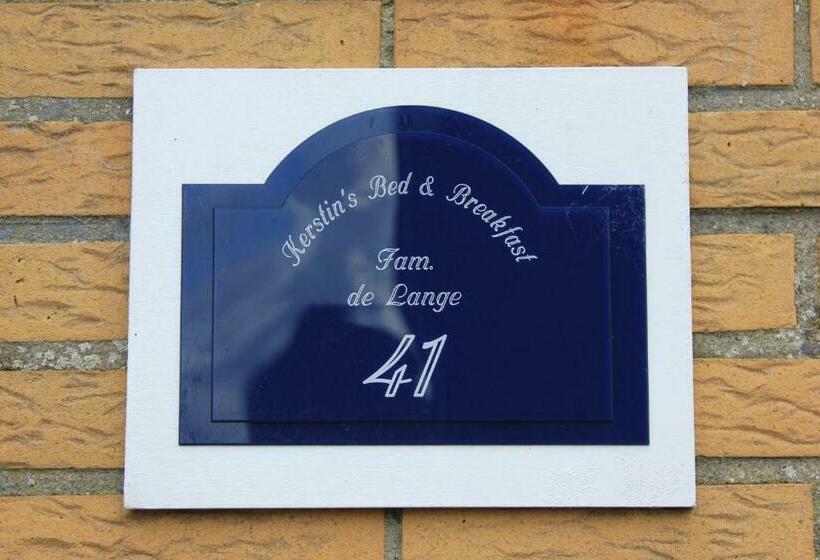 Kerstin's Bed & Breakfast
Fam.
de Lange
41